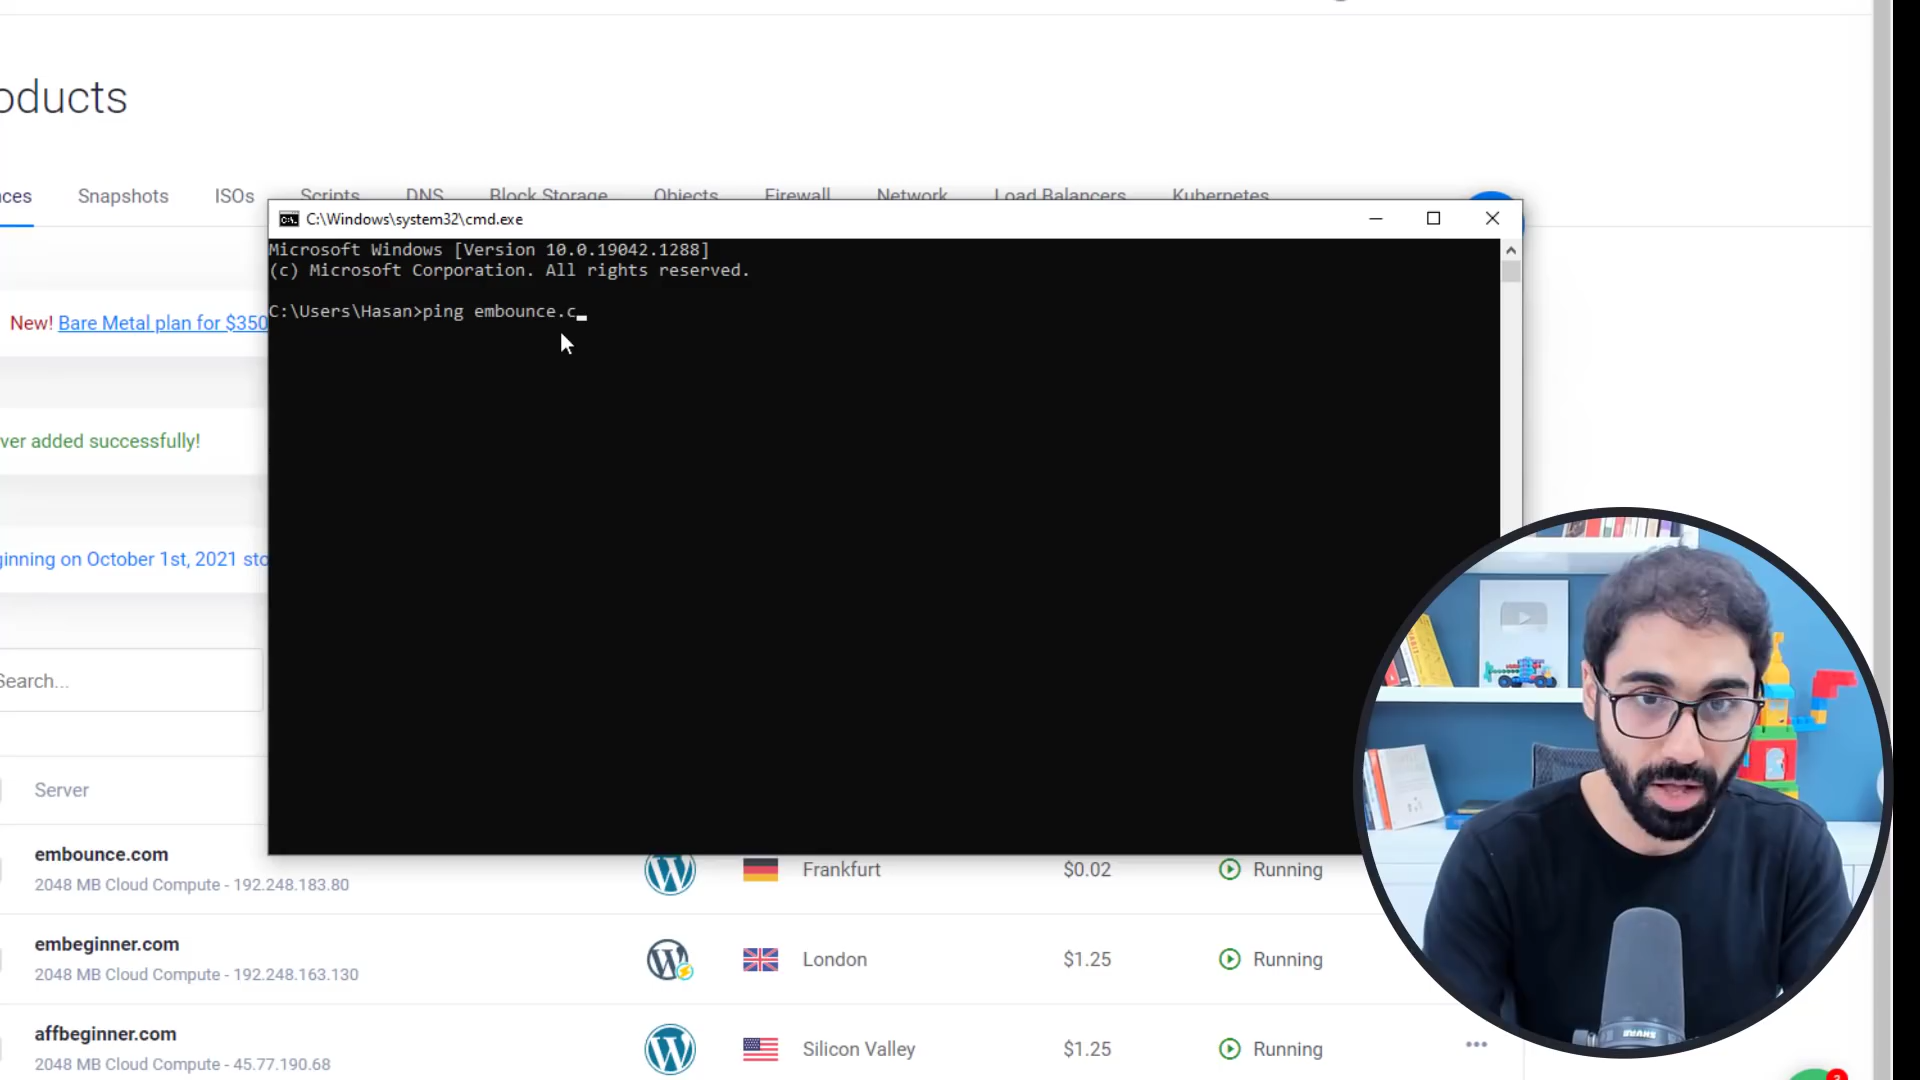 oducts
ces Snapshots ISOs Scripts DNS Block Storage Objects Firewall Network Load Balancers Kubernetes
C:\Windows\system32\cmd.exe
Microsoft Windows [Version 10.0.19042.1288]
(c) Microsoft Corporation. All rights reserved.
C:\Users\Hasan>ping embounce.c_
New! Bare Metal plan for $350
ver added successfully!
ginning on October 1st, 2021 sto
Search...
Server
embounce.com
2048 MB Cloud Compute - 192.248.183.80
Frankfurt $0.02 Running
embeginner.com
2048 MB Cloud Compute - 192.248.163.130
London $1.25 Running
affbeginner.com
2048 MB Cloud Compute - 45.77.190.68
Silicon Valley $1.25 Running